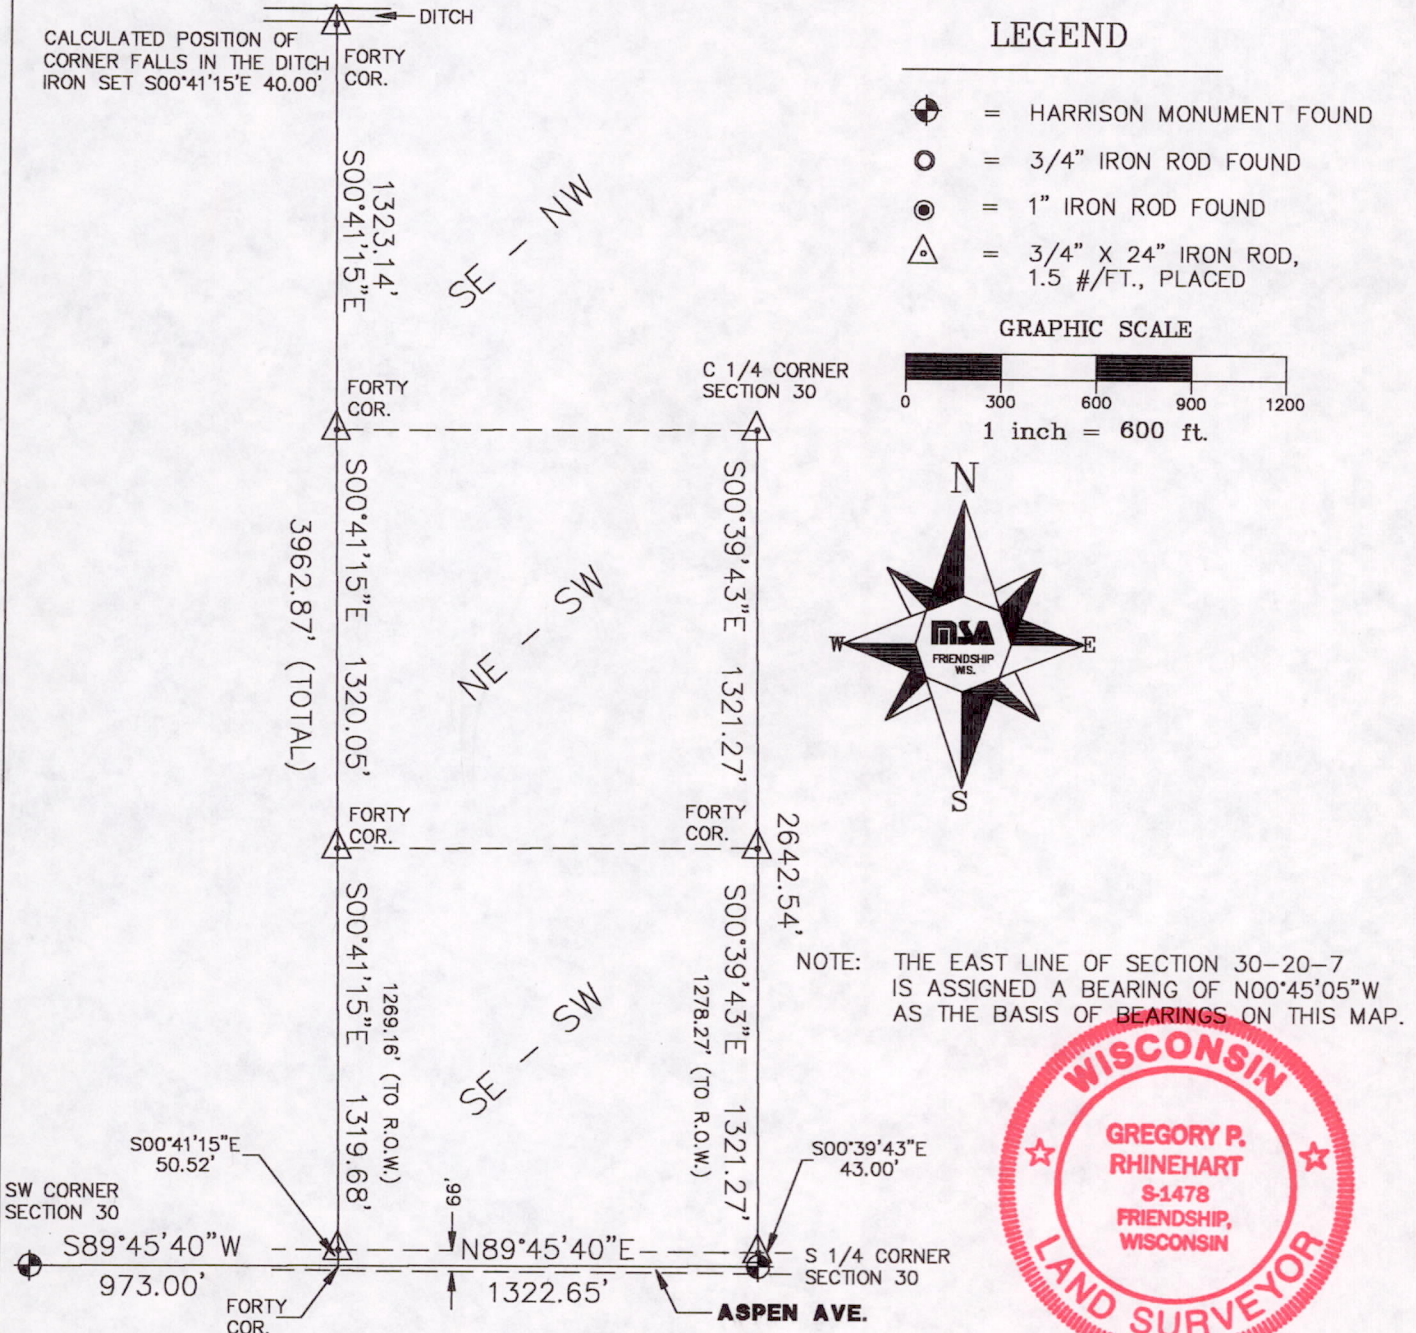 DITCH
CALCULATED POSITION OF
CORNER FALLS IN THE DITCH
IRON SET S00°41'15"E 40.00'
FORTY
COR.
S00°41'15"E
1323.14'
SE - NW
LEGEND
= HARRISON MONUMENT FOUND
= 3/4" IRON ROD FOUND
= 1" IRON ROD FOUND
= 3/4" X 24" IRON ROD,
1.5 #/FT., PLACED
GRAPHIC SCALE
0 300 600 900 1200
1 inch = 600 ft.
C 1/4 CORNER
SECTION 30
FORTY
COR.
S00°41'15"E 1320.05'
3962.87' (TOTAL)
NE - SW
S00°39'43"E 1321.27'
N
W
E
S
MSA
FRIENDSHIP
WIS.
FORTY
COR.
FORTY
COR.
2642.54'
S00°41'15"E 1319.68'
1269.16' (TO R.O.W.)
SE - SW
1278.27' (TO R.O.W.)
S00°39'43"E 1321.27'
NOTE: THE EAST LINE OF SECTION 30-20-7
IS ASSIGNED A BEARING OF N00°45'05"W
AS THE BASIS OF BEARINGS ON THIS MAP.
S00°41'15"E
50.52'
S00°39'43"E
43.00'
SW CORNER
SECTION 30
66'
S89°45'40"W
973.00'
N89°45'40"E
1322.65'
S 1/4 CORNER
SECTION 30
FORTY
COR.
ASPEN AVE.
WISCONSIN
GREGORY P.
RHINEHART
S-1478
FRIENDSHIP,
WISCONSIN
LAND SURVEYOR